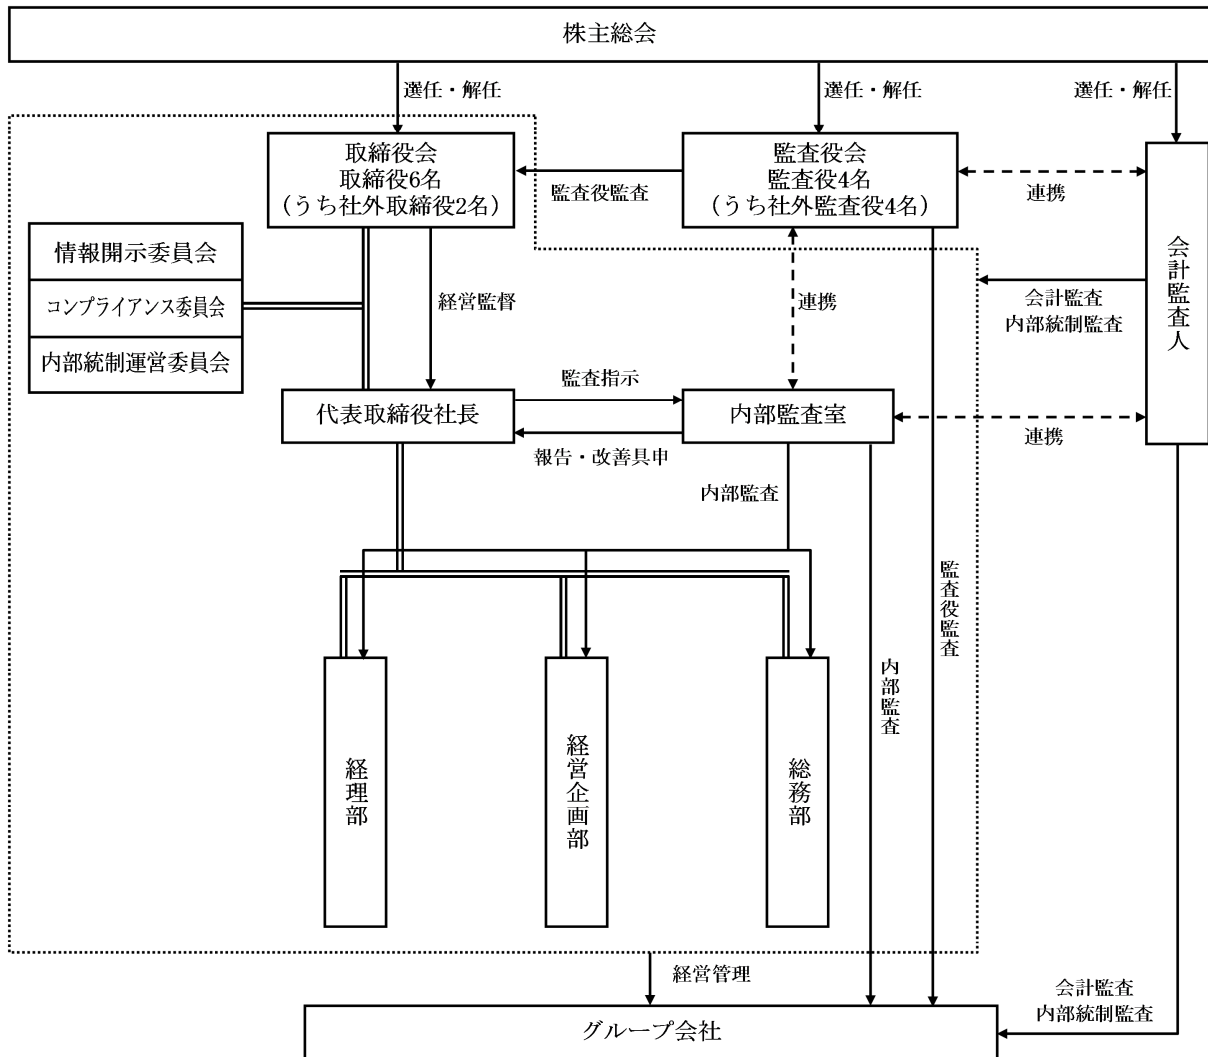 株主総会
選任・解任
選任・解任
選任・解任
取締役会
取締役6名
（うち社外取締役2名）
監査役会
監査役4名
（うち社外監査役4名）
監査役監査
連携
会計監査人
情報開示委員会
コンプライアンス委員会
内部統制運営委員会
経営監督
連携
会計監査
内部統制監査
代表取締役社長
監査指示
報告・改善具申
内部監査室
連携
内部監査
監査役監査
内部監査
経理部
経営企画部
総務部
経営管理
会計監査
内部統制監査
グループ会社